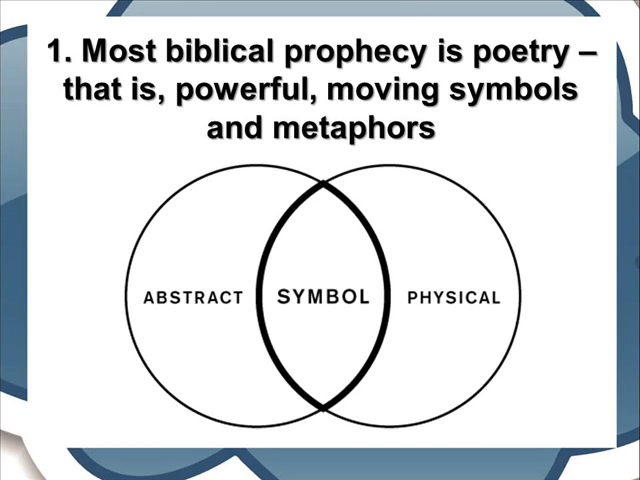 1. Most biblical prophecy is poetry –
that is, powerful, moving symbols
and metaphors
ABSTRACT SYMBOL PHYSICAL